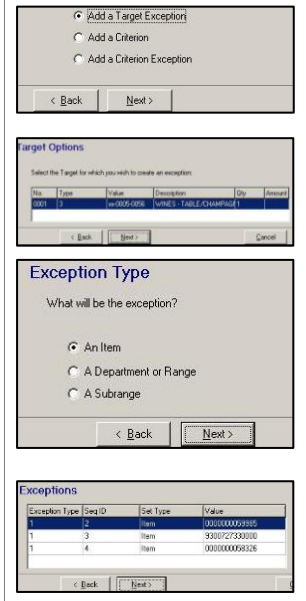 Add a Target Exception
Add a Criterion
Add a Criterion Exception
< Back Next >
Target Options
Select the Target for which you wish to create an exception:
No. Type Value Description Qty Amount
0001 3 WINES - TABLE/CHAMPAG 1
< Back Next > Cancel
Exception Type
What will be the exception?
An Item
A Department or Range
A Subrange
< Back Next >
Exceptions
Exception Type Seq ID Set Type Value
1 2 Item 0000000059985
1 3 Item 9300727330000
1 4 Item 0000000058326
< Back Next >